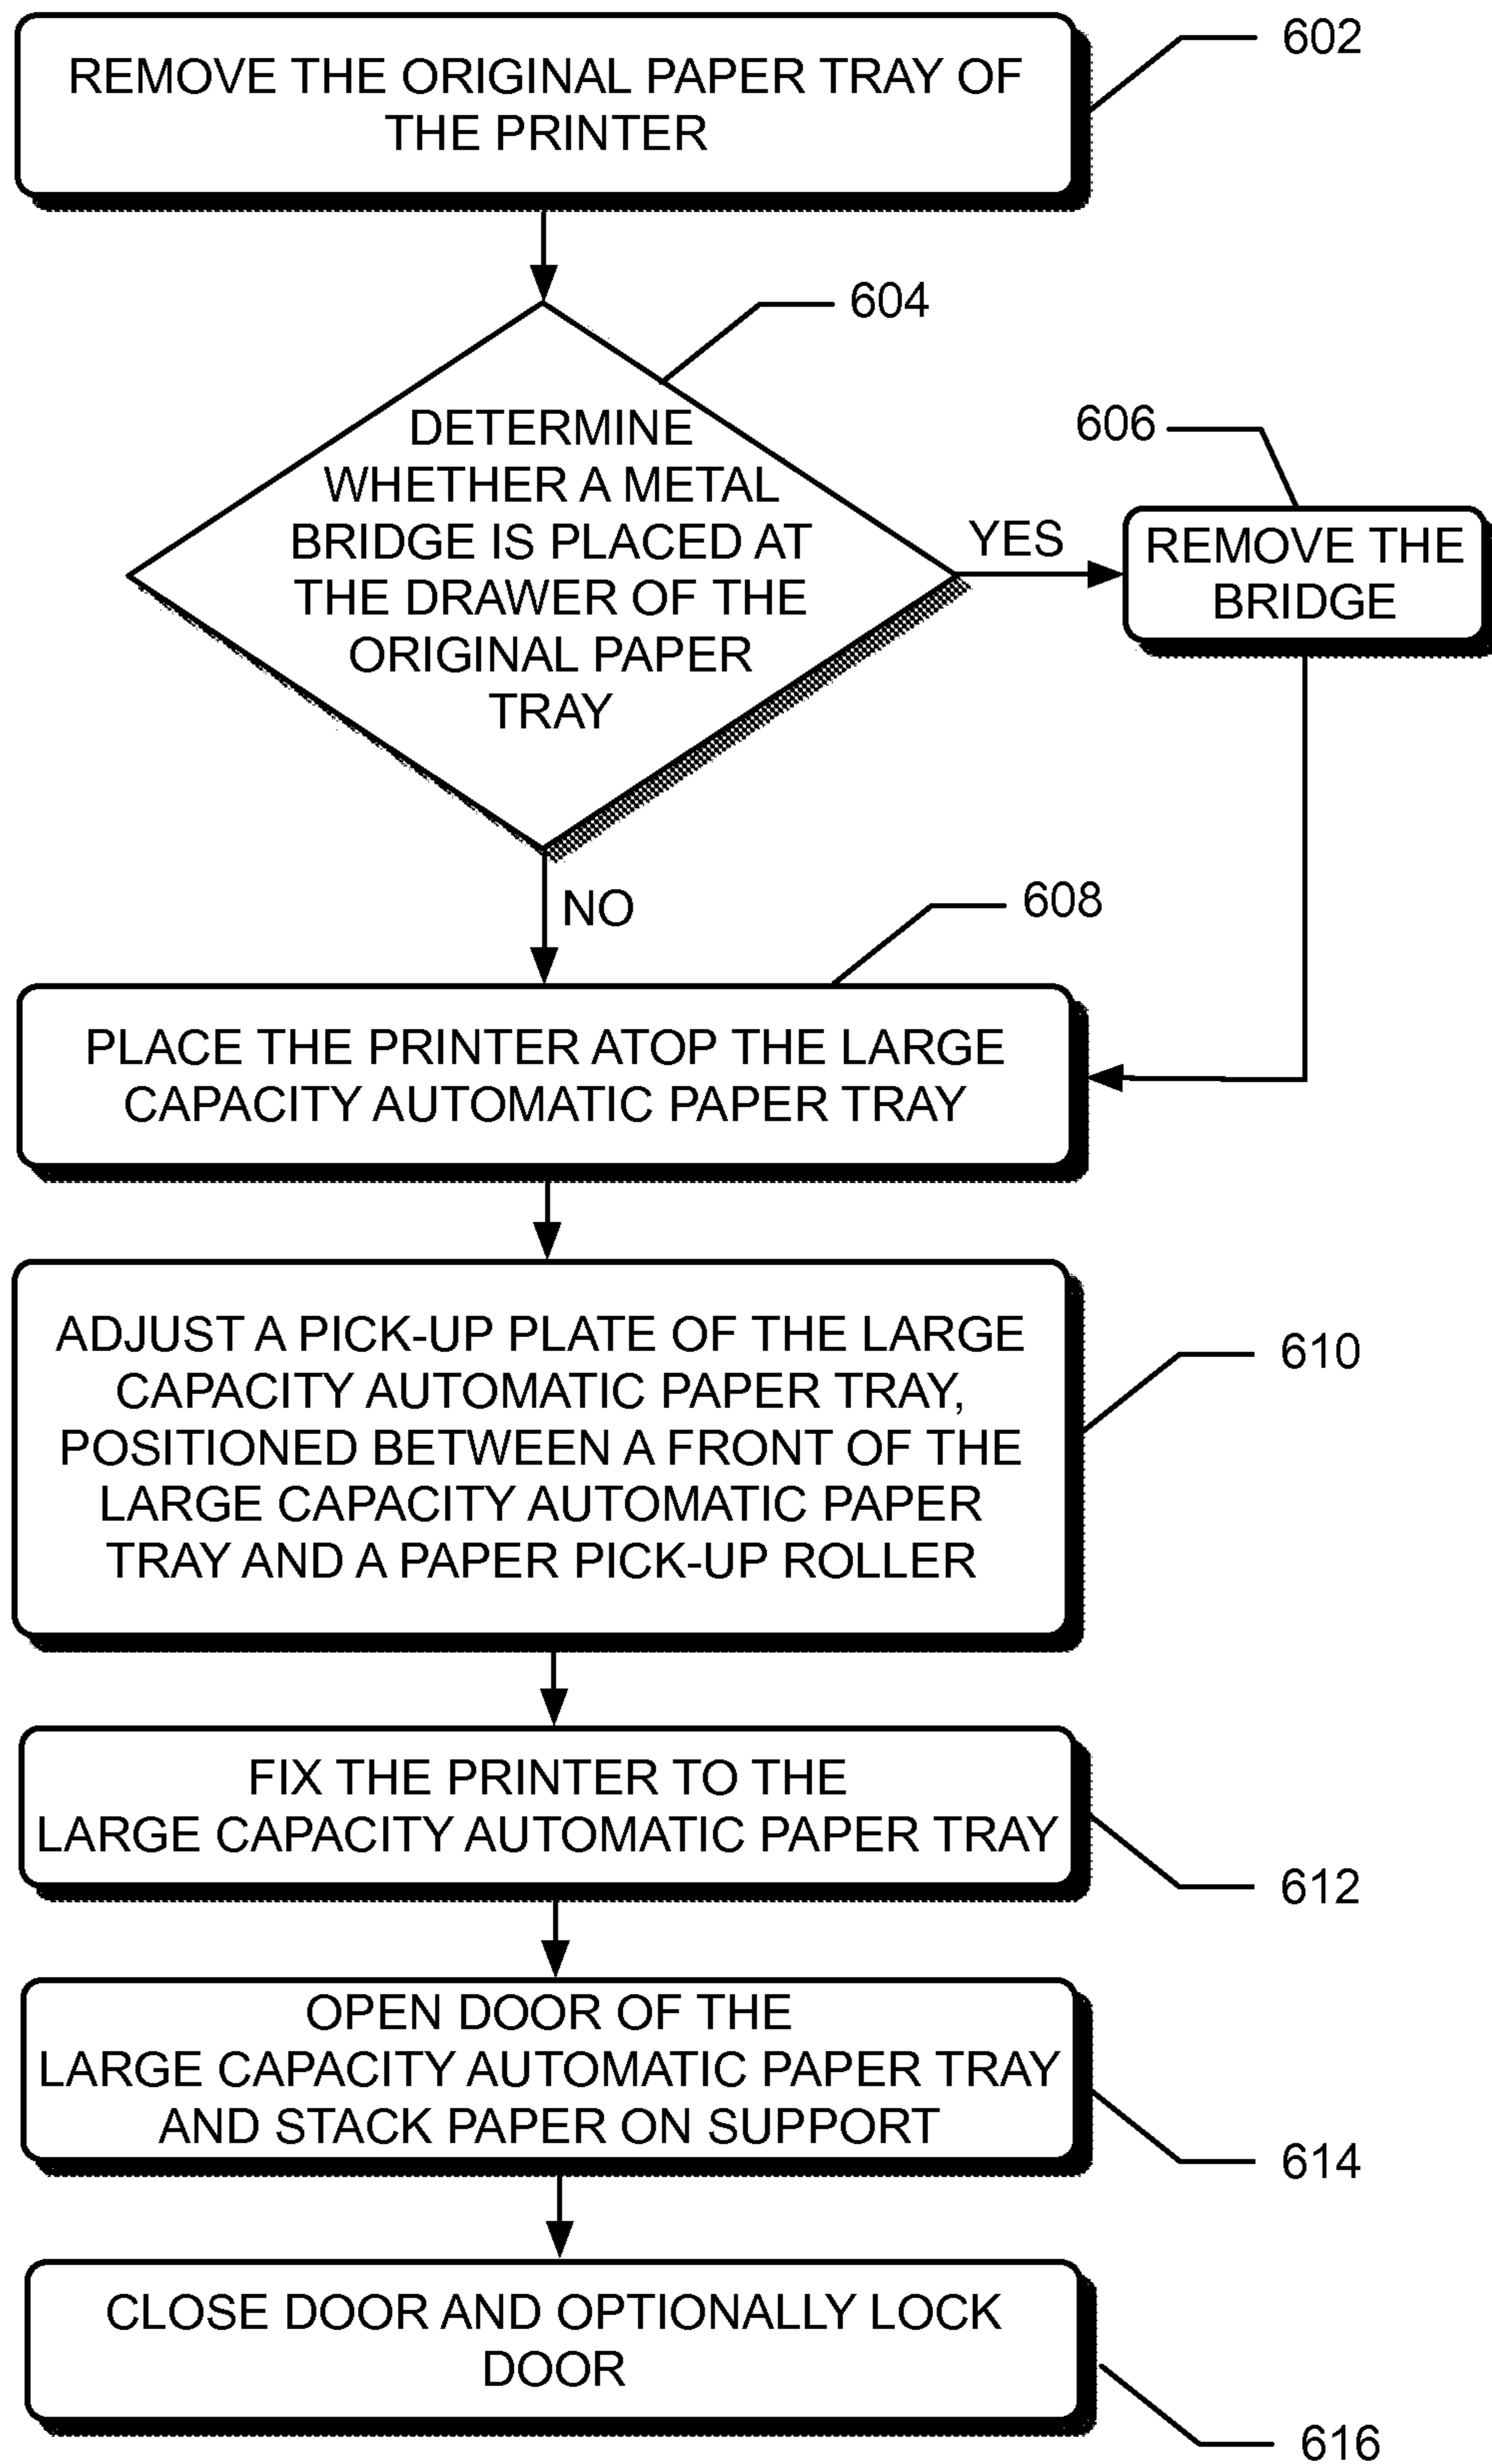 602
REMOVE THE ORIGINAL PAPER TRAY OF
THE PRINTER
604
DETERMINE
WHETHER A METAL
BRIDGE IS PLACED AT
THE DRAWER OF THE
ORIGINAL PAPER
TRAY
YES
606
REMOVE THE
BRIDGE
NO
608
PLACE THE PRINTER ATOP THE LARGE
CAPACITY AUTOMATIC PAPER TRAY
ADJUST A PICK-UP PLATE OF THE LARGE
CAPACITY AUTOMATIC PAPER TRAY,
POSITIONED BETWEEN A FRONT OF THE
LARGE CAPACITY AUTOMATIC PAPER
TRAY AND A PAPER PICK-UP ROLLER
610
FIX THE PRINTER TO THE
LARGE CAPACITY AUTOMATIC PAPER TRAY
612
OPEN DOOR OF THE
LARGE CAPACITY AUTOMATIC PAPER TRAY
AND STACK PAPER ON SUPPORT
614
CLOSE DOOR AND OPTIONALLY LOCK
DOOR
616